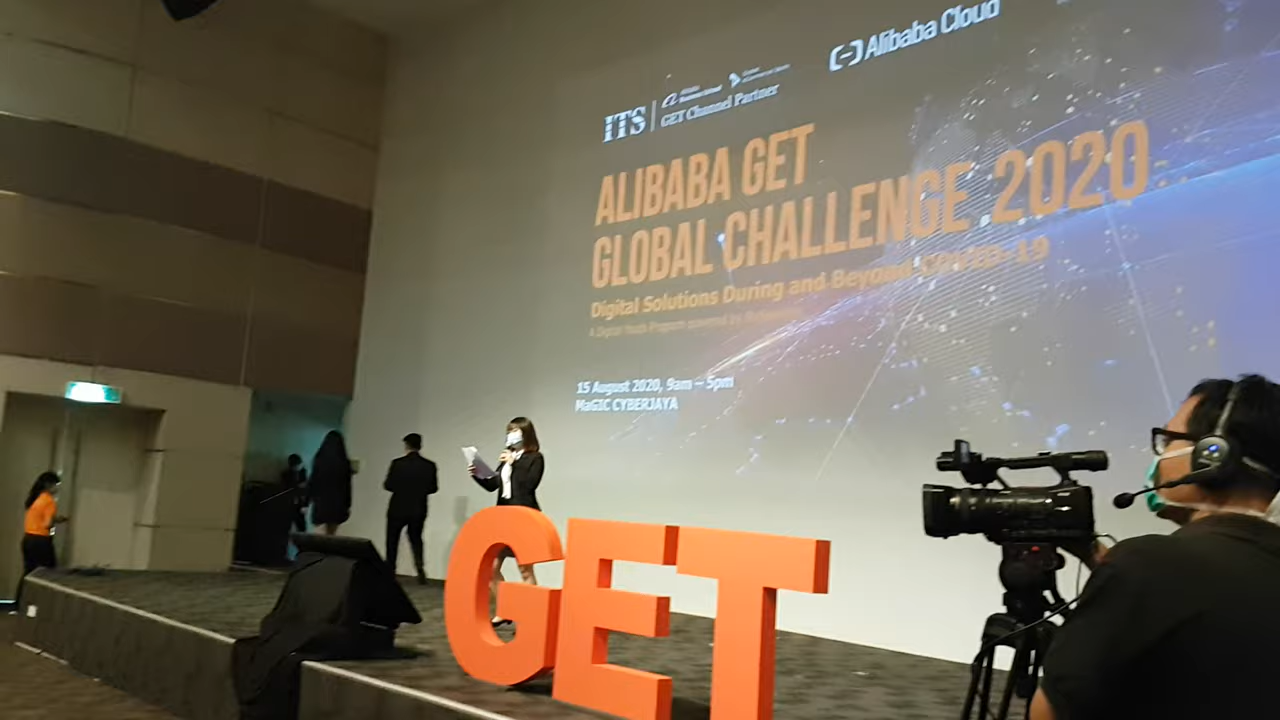 Alibaba Cloud
ITS
GET Channel Partner
ALIBABA GET
GLOBAL CHALLENGE 2020
Digital Solutions During and Beyond COVID-19
15 August 2020, 9am – 5pm
MaGIC CYBERJAYA
GET